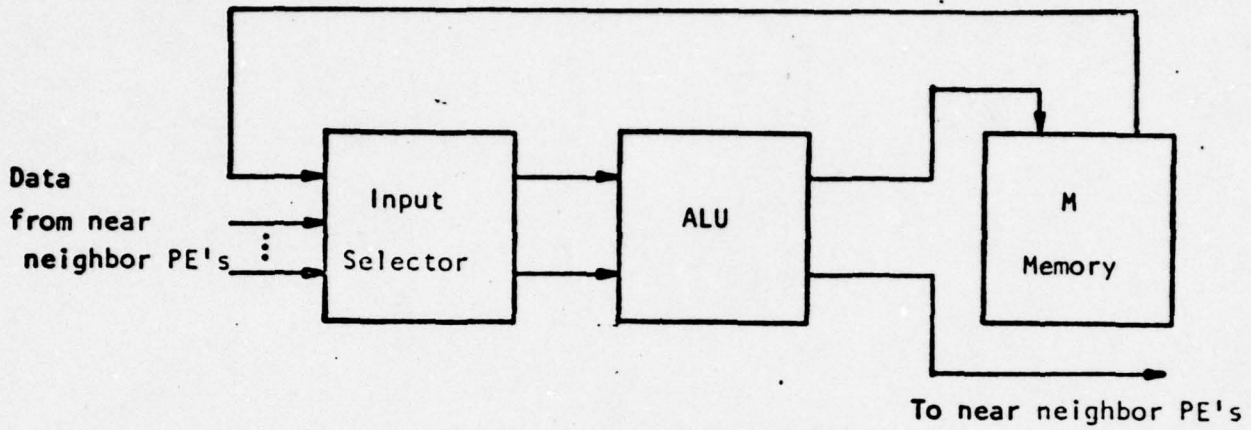 Data
from near
neighbor PE's
Input
Selector
ALU
M
Memory
To near neighbor PE's